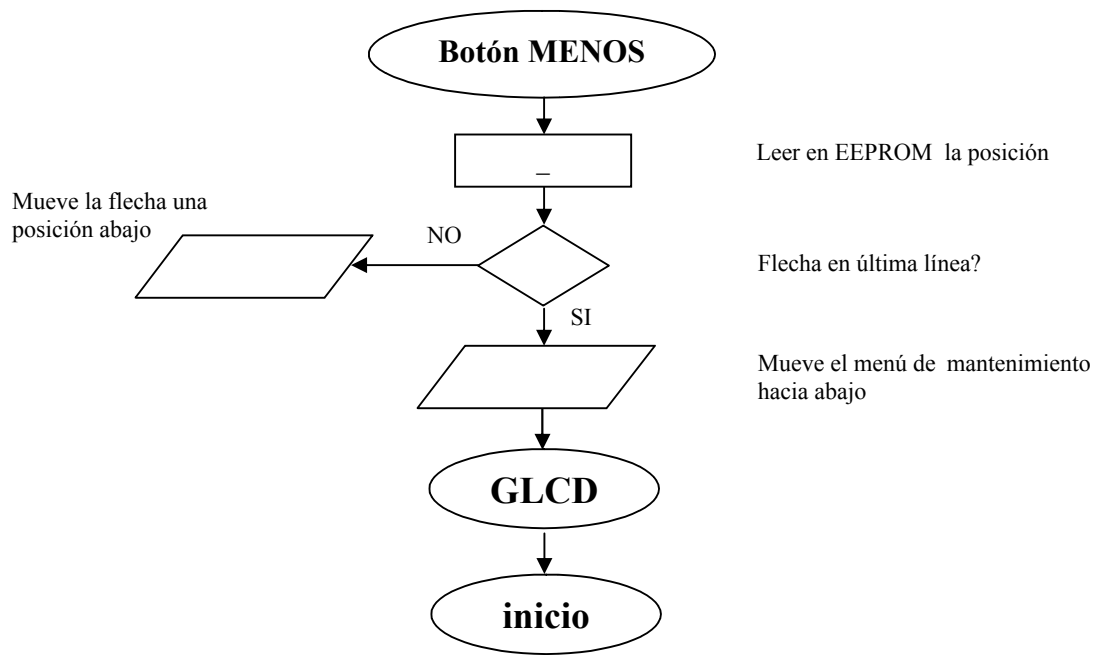 Botón MENOS
_
Leer en EEPROM la posición
Mueve la flecha una
posición abajo
NO
Flecha en última línea?
SI
Mueve el menú de mantenimiento
hacia abajo
GLCD
inicio